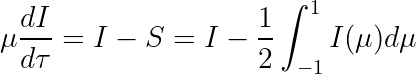 μ dI/dτ = I − S = I − 1/2 ∫_{-1}^{1} I(μ)dμ